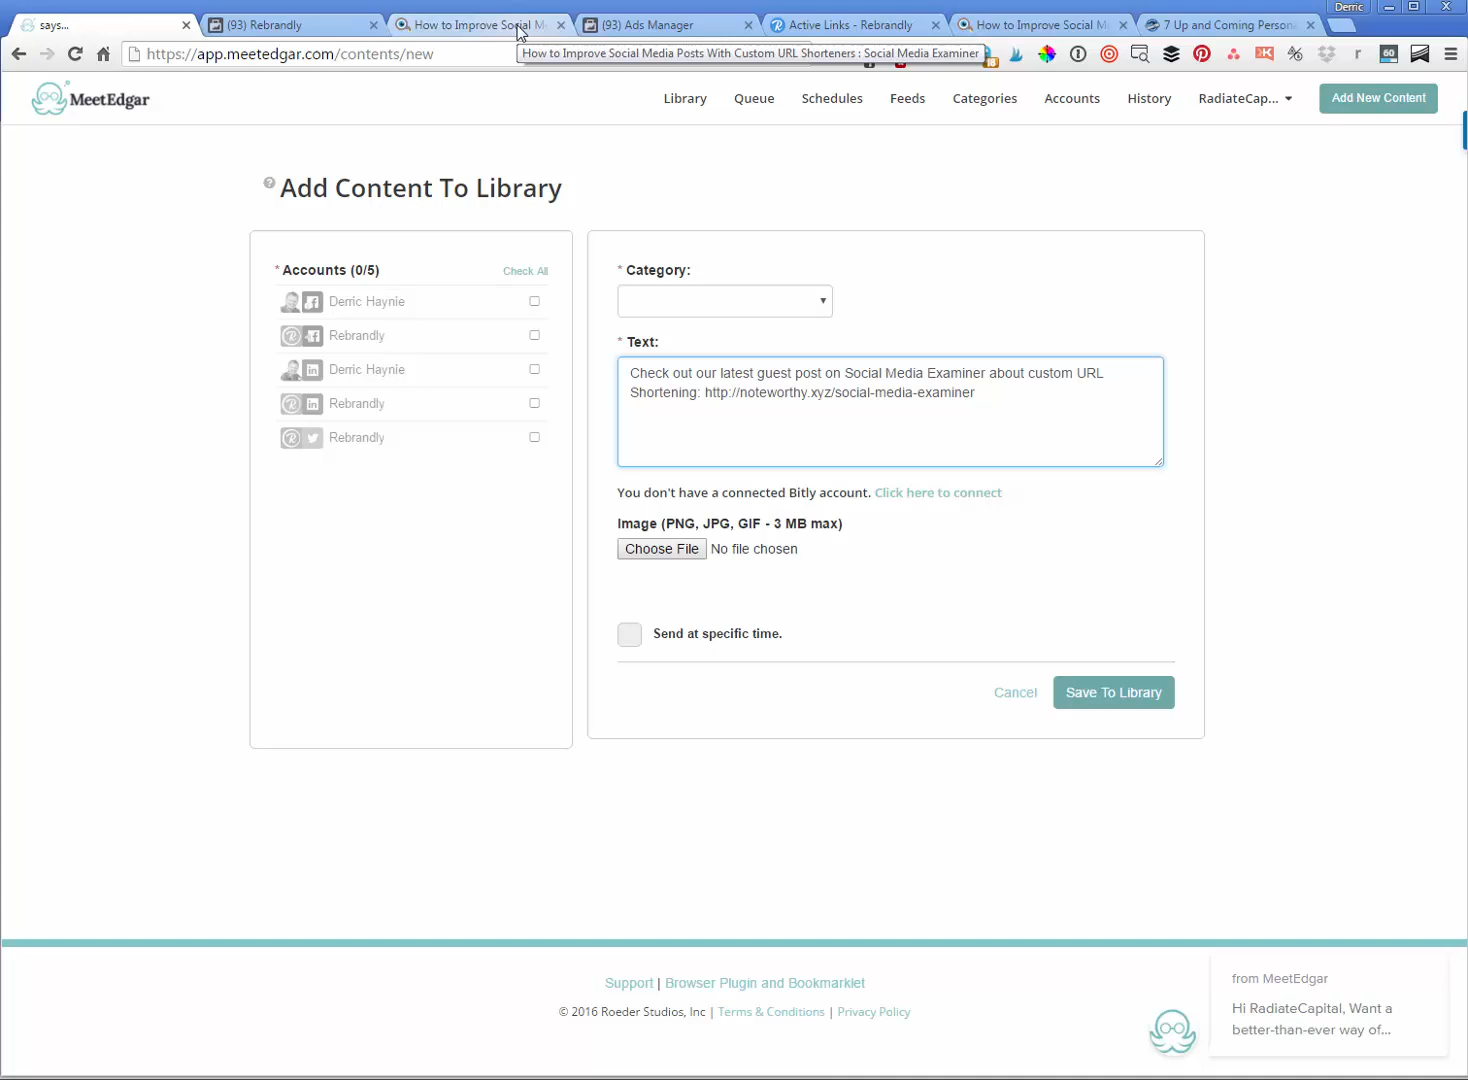 Derric
says...
(93) Rebrandly
How to Improve Social M
(93) Ads Manager
Active Links - Rebrandly
How to Improve Social M
7 Up and Coming Persona
https://app.meetedgar.com/contents/new
How to Improve Social Media Posts With Custom URL Shorteners : Social Media Examiner
60
MeetEdgar
Library
Queue
Schedules
Feeds
Categories
Accounts
History
RadiateCap...
Add New Content
Add Content To Library
* Accounts (0/5)
Check All
Derric Haynie
Rebrandly
Derric Haynie
Rebrandly
Rebrandly
* Category:
* Text:
Check out our latest guest post on Social Media Examiner about custom URL
Shortening: http://noteworthy.xyz/social-media-examiner
You don't have a connected Bitly account. Click here to connect
Image (PNG, JPG, GIF - 3 MB max)
Choose File No file chosen
Send at specific time.
Cancel
Save To Library
Support | Browser Plugin and Bookmarklet
© 2016 Roeder Studios, Inc | Terms & Conditions | Privacy Policy
from MeetEdgar
Hi RadiateCapital, Want a
better-than-ever way of...